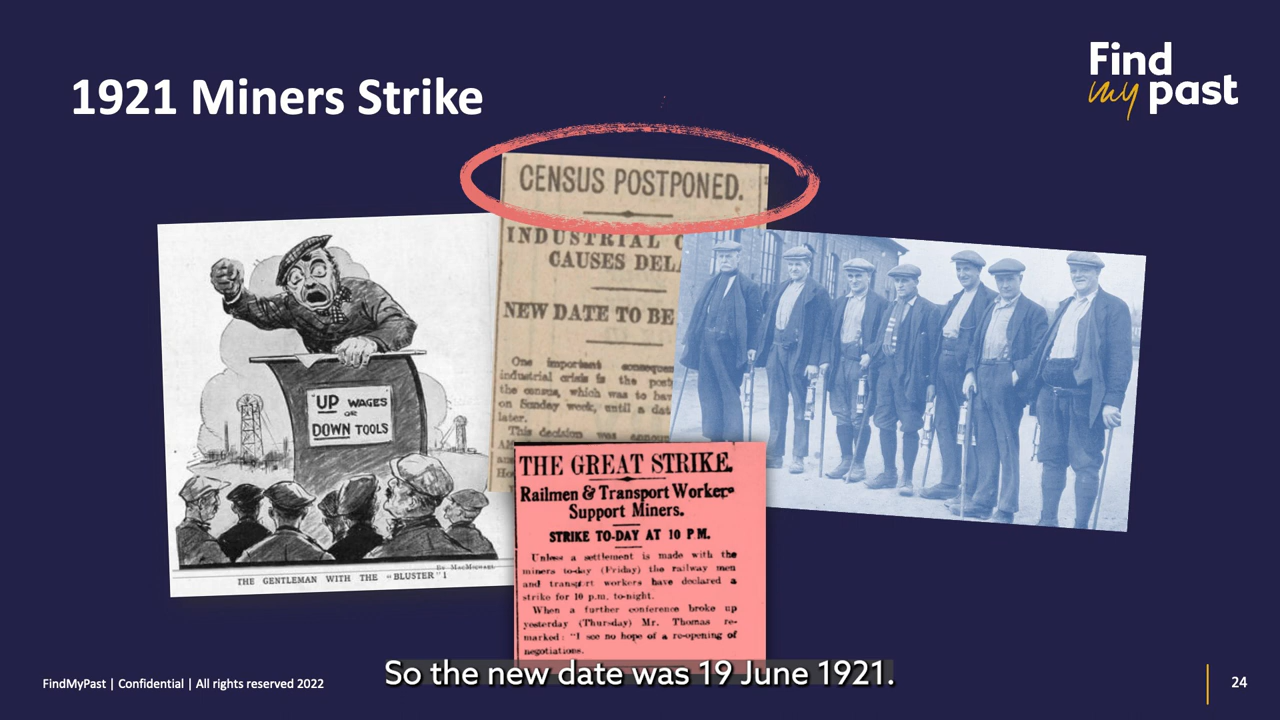 1921 Miners Strike
Find
my past
CENSUS POSTPONED.
INDUSTRIAL C
CAUSES DEL
NEW DATE TO BE
One important consequen
industrial crisis is the post
the census, which was to hav
on Sunday week, until a dat
later.
This decision was announ
UP WAGES
OR
DOWN TOOLS
BY MACMICHAEL
THE GENTLEMAN WITH THE "BLUSTER"!
THE GREAT STRIKE.
Railmen & Transport Workers
Support Miners.
STRIKE TO-DAY AT 10 P.M.
Unless a settlement is made with the
miners to-day (Friday) the railway men
and transport workers have declared a
strike for 10 p.m. to-night.
When a further conference broke up
yesterday (Thursday) Mr. Thomas re-
marked: "I see no hope of a re-opening of
negotiations.
So the new date was 19 June 1921.
FindMyPast | Confidential | All rights reserved 2022
24